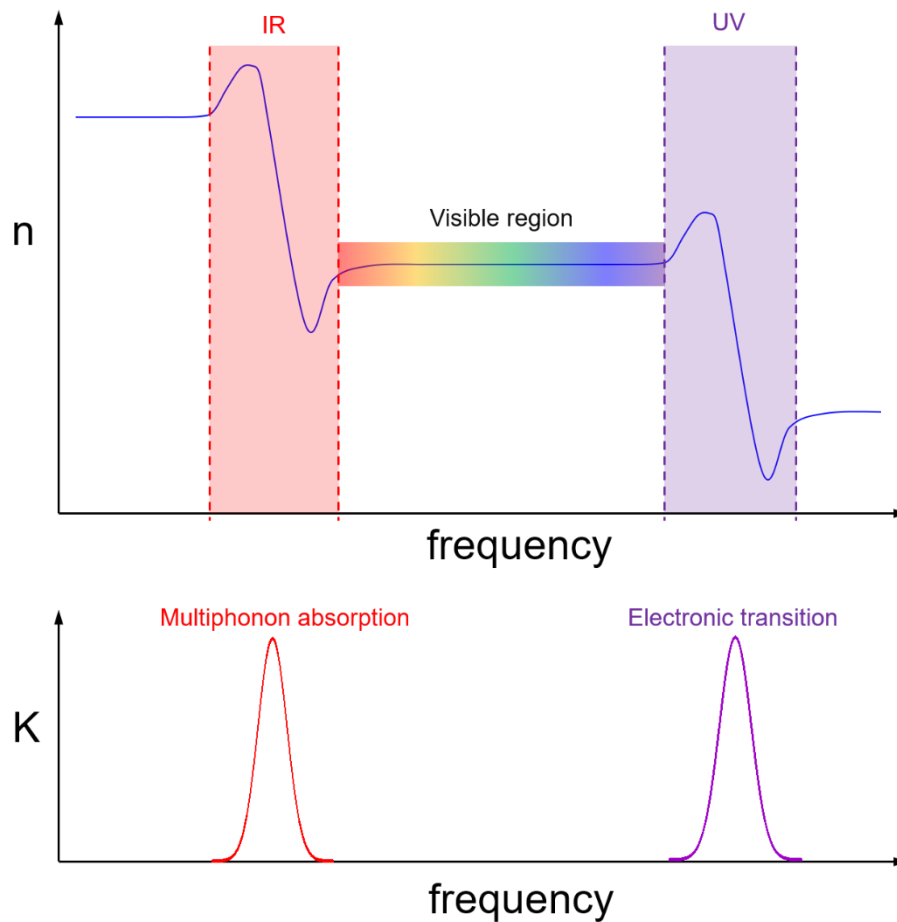 IR
UV
Visible region
n
frequency
Multiphonon absorption
Electronic transition
K
frequency